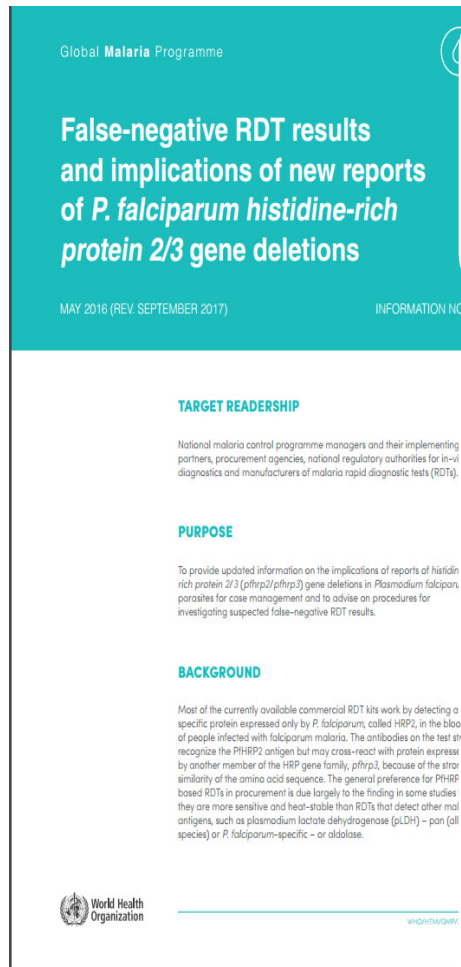 Global Malaria Programme
False-negative RDT results
and implications of new reports
of P. falciparum histidine-rich
protein 2/3 gene deletions
MAY 2016 (REV. SEPTEMBER 2017) INFORMATION NO
TARGET READERSHIP
National malaria control programme managers and their implementing
partners, procurement agencies, national regulatory authorities for in-vi
diagnostics and manufacturers of malaria rapid diagnostic tests (RDTs).
PURPOSE
To provide updated information on the implications of reports of histidin
rich protein 2/3 (pfhrp2/pfhrp3) gene deletions in Plasmodium falciparu
parasites for case management and to advise on procedures for
investigating suspected false-negative RDT results.
BACKGROUND
Most of the currently available commercial RDT kits work by detecting a
specific protein expressed only by P. falciparum, called HRP2, in the bloo
of people infected with falciparum malaria. The antibodies on the test str
recognize the PfHRP2 antigen but may cross-react with protein expresse
by another member of the HRP gene family, pfhrp3, because of the stron
similarity of the amino acid sequence. The general preference for PfHRP
based RDTs in procurement is due largely to the finding in some studies
they are more sensitive and heat-stable than RDTs that detect other mal
antigens, such as plasmodium lactate dehydrogenase (pLDH) – pan (all
species) or P. falciparum-specific – or aldolase.
World Health
Organization
WHO/HTM/GMP/